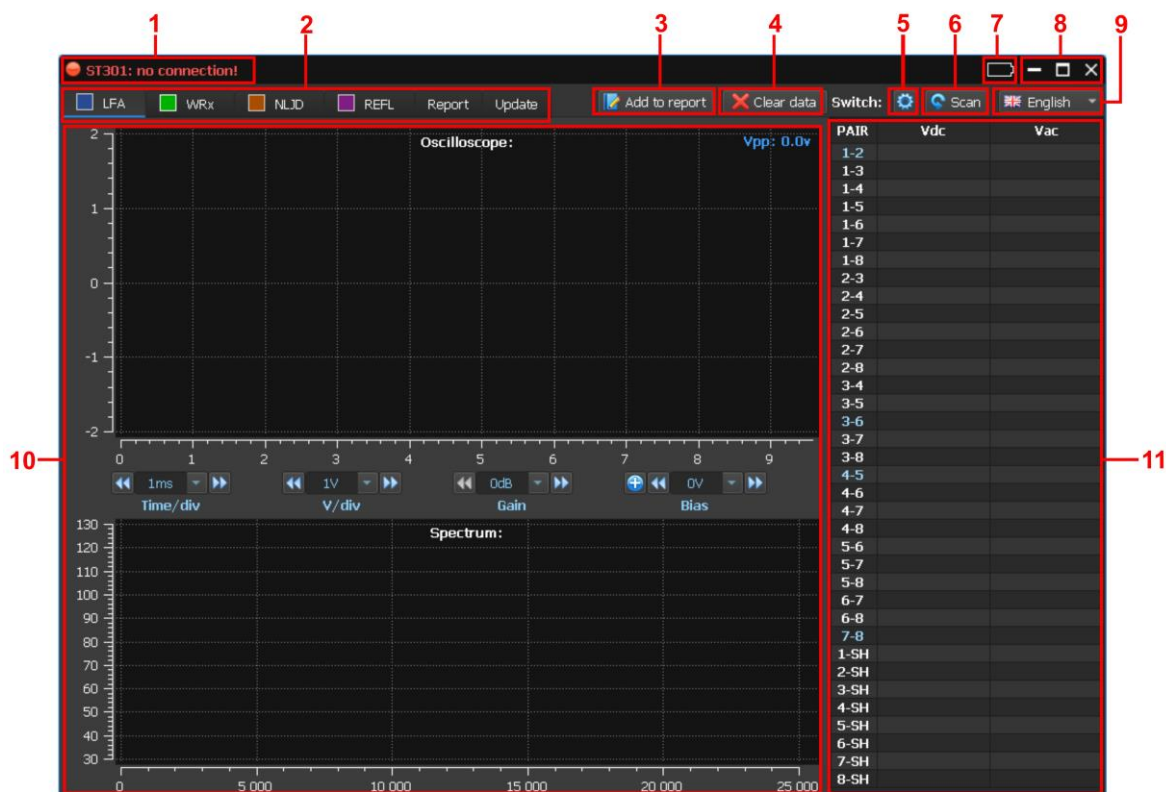 1 2 3 4 5 6 7 8 9
ST301: no connection!
LFA WRx NLJD REFL Report Update Add to report Clear data Switch: Scan English
Oscilloscope: Vpp: 0.0v
2
1
0
-1
-2
0 1 2 3 4 5 6 7 8 9
1ms 1V 0dB 0V
Time/div V/div Gain Bias
Spectrum:
130
120
110
100
90
80
70
60
50
40
30
0 5 000 10 000 15 000 20 000 25 000
10
PAIR Vdc Vac
1-2
1-3
1-4
1-5
1-6
1-7
1-8
2-3
2-4
2-5
2-6
2-7
2-8
3-4
3-5
3-6
3-7
3-8
4-5
4-6
4-7
4-8
5-6
5-7
5-8
6-7
6-8
7-8
1-SH
2-SH
3-SH
4-SH
5-SH
6-SH
7-SH
8-SH
11